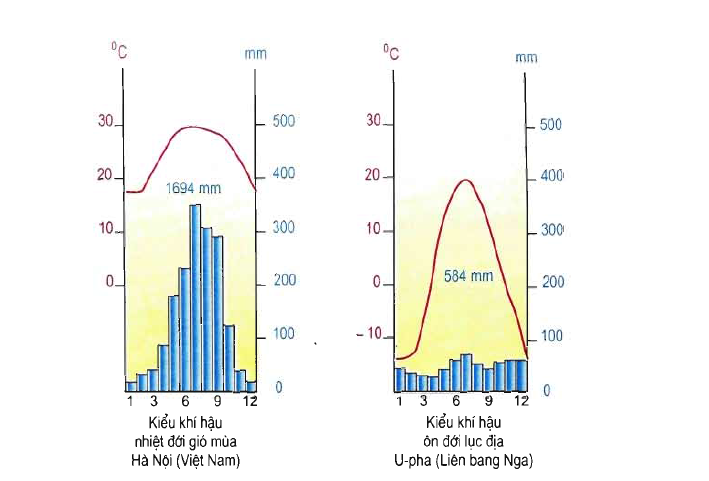 ⁰C mm
30 500
20 400
1694 mm
10 300
0 200
100
0
1 3 6 9 12
Kiểu khí hậu
nhiệt đới gió mùa
Hà Nội (Việt Nam)
⁰C mm
30 500
20 400
10 300
0 584 mm 200
- 10 100
0
1 3 6 9 12
Kiểu khí hậu
ôn đới lục địa
U-pha (Liên bang Nga)